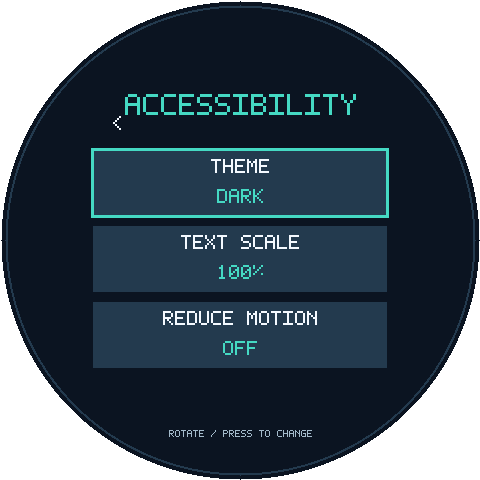 ACCESSIBILITY
<
THEME
DARK
TEXT SCALE
100%
REDUCE MOTION
OFF
ROTATE / PRESS TO CHANGE